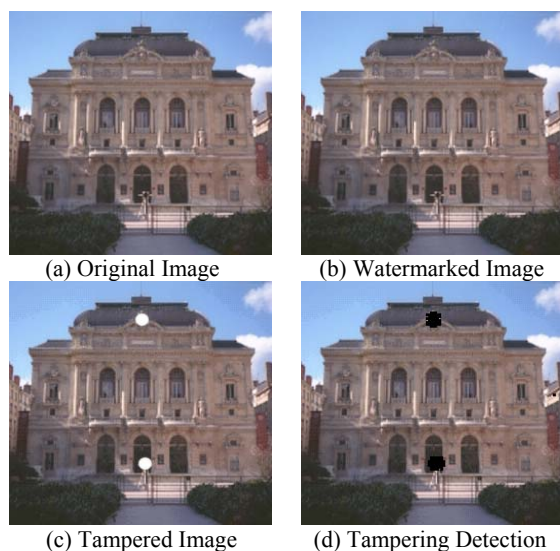 (a) Original Image
(b) Watermarked Image
(c) Tampered Image
(d) Tampering Detection